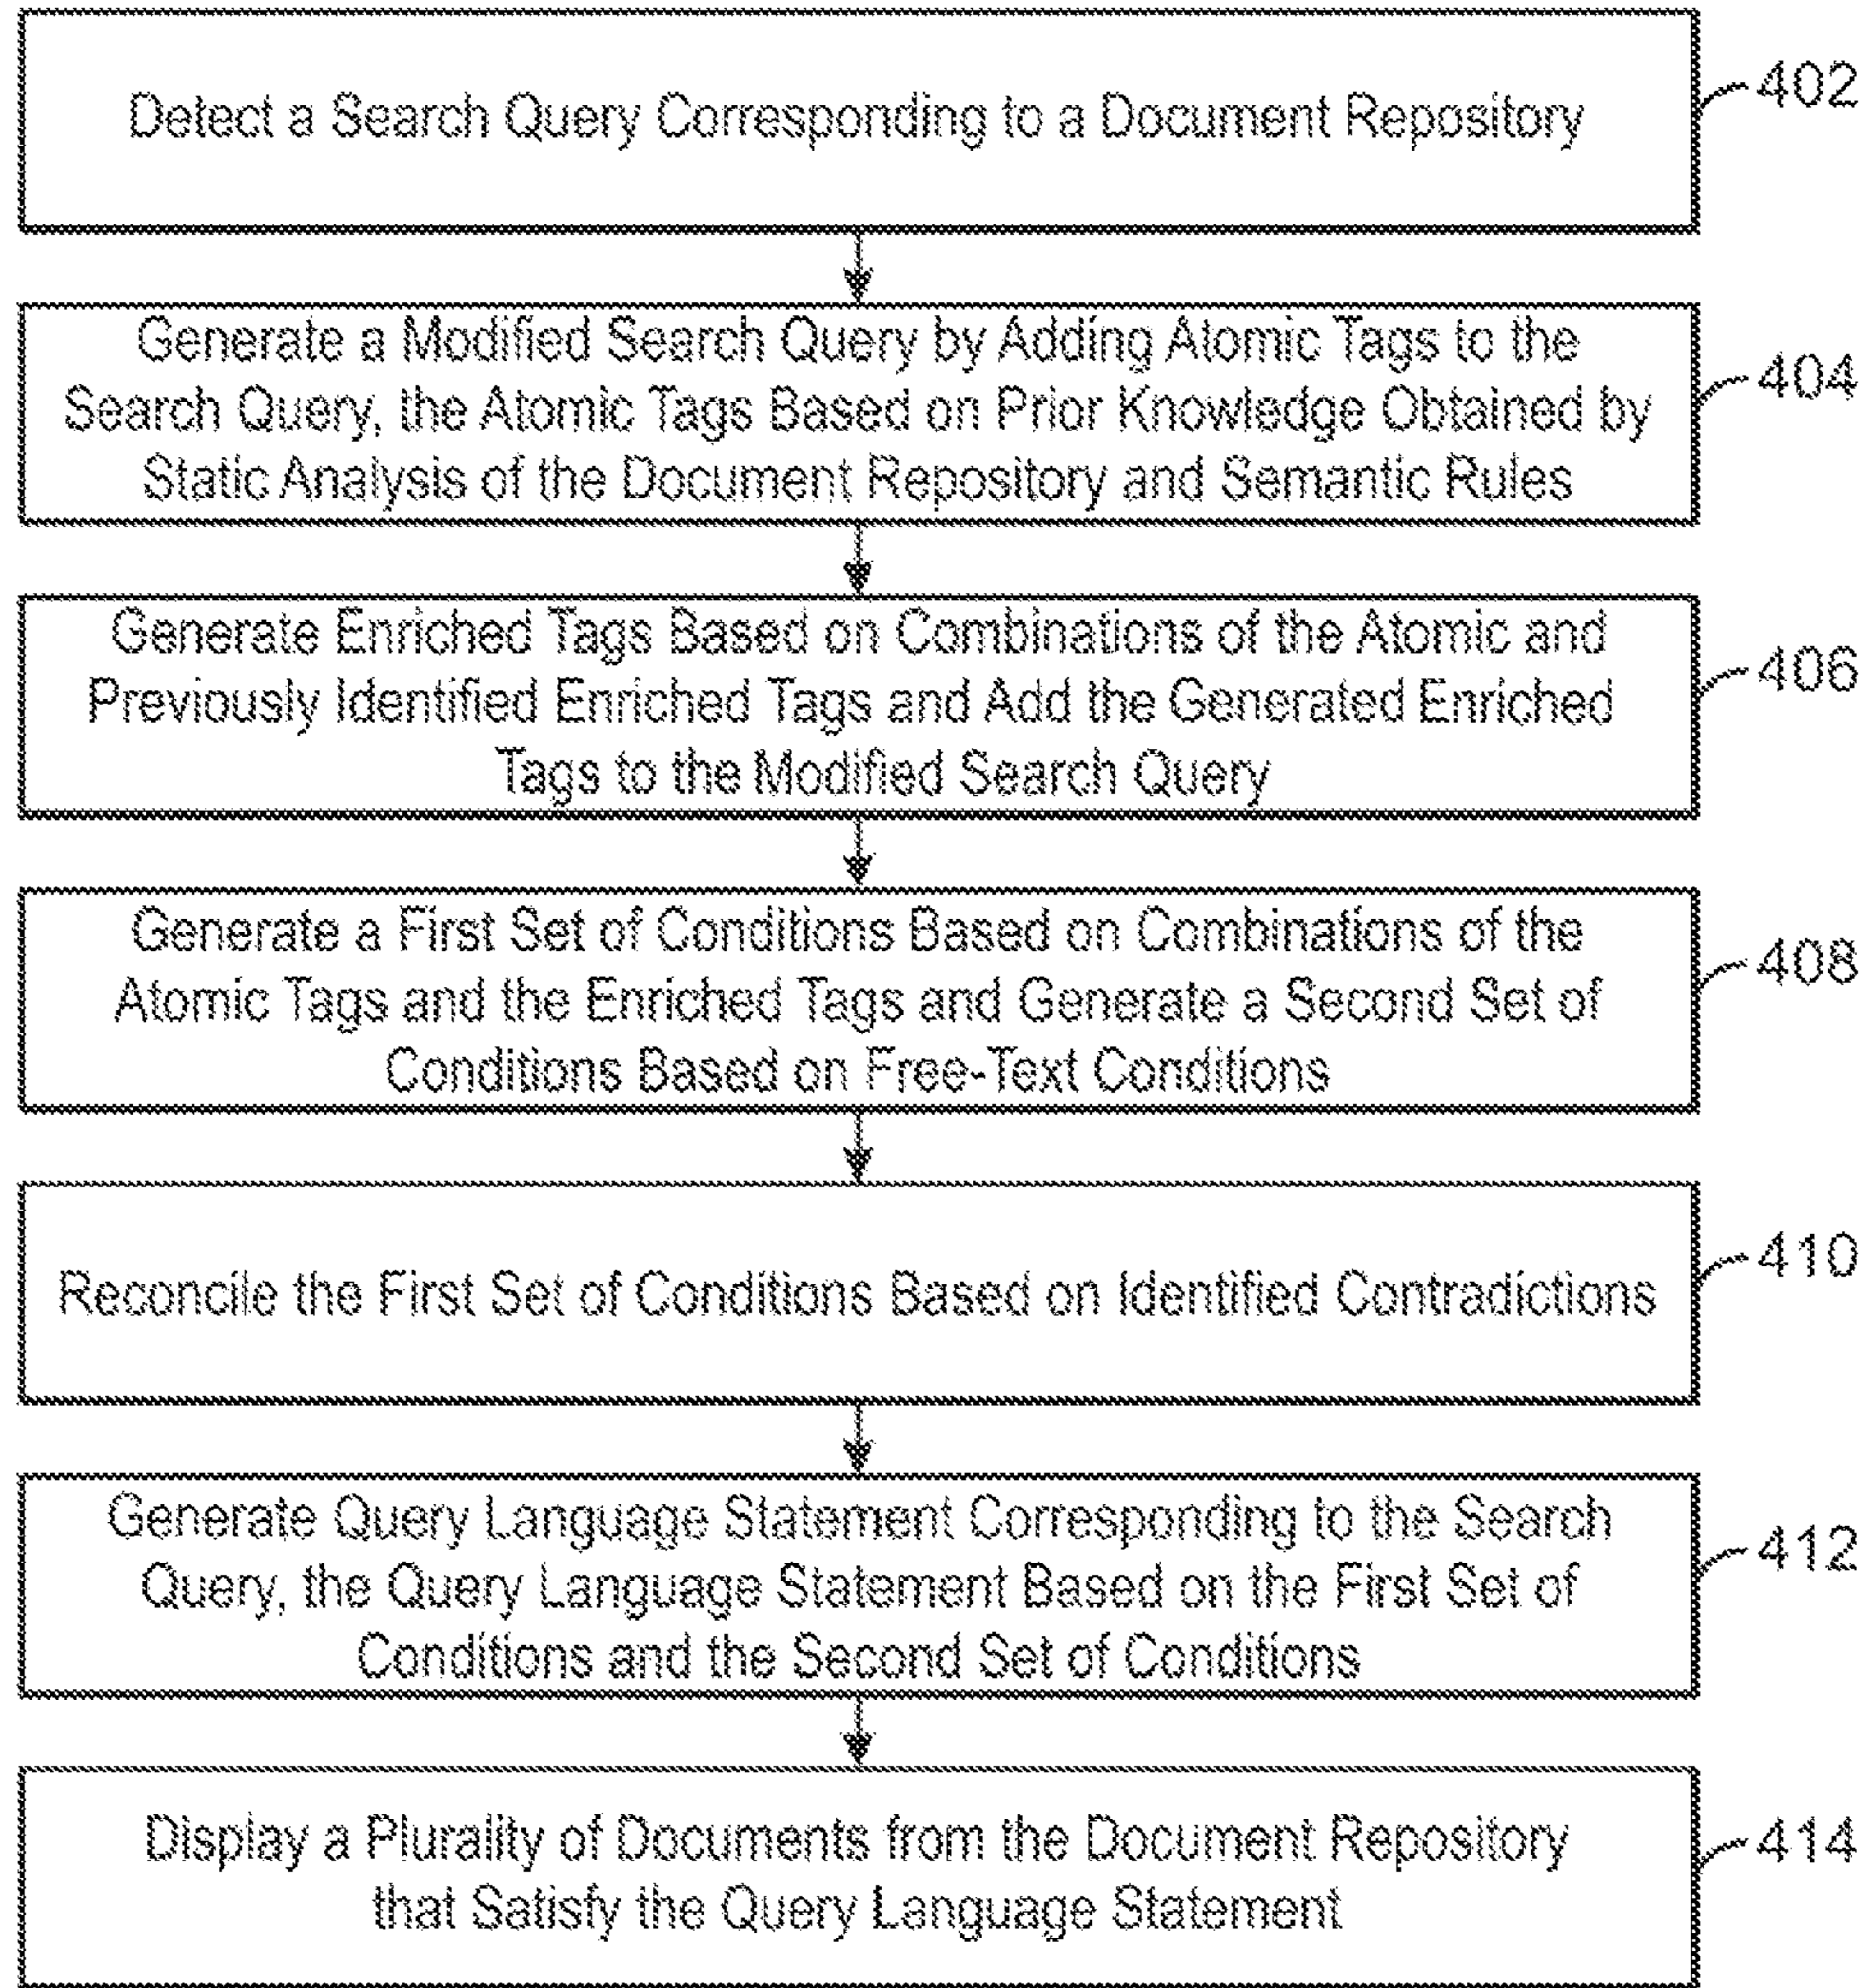 Detect a Search Query Corresponding to a Document Repository
402
Generate a Modified Search Query by Adding Atomic Tags to the
Search Query, the Atomic Tags Based on Prior Knowledge Obtained by
Static Analysis of the Document Repository and Semantic Rules
404
Generate Enriched Tags Based on Combinations of the Atomic and
Previously Identified Enriched Tags and Add the Generated Enriched
Tags to the Modified Search Query
406
Generate a First Set of Conditions Based on Combinations of the
Atomic Tags and the Enriched Tags and Generate a Second Set of
Conditions Based on Free-Text Conditions
408
Reconcile the First Set of Conditions Based on Identified Contradictions
410
Generate Query Language Statement Corresponding to the Search
Query, the Query Language Statement Based on the First Set of
Conditions and the Second Set of Conditions
412
Display a Plurality of Documents from the Document Repository
that Satisfy the Query Language Statement
414